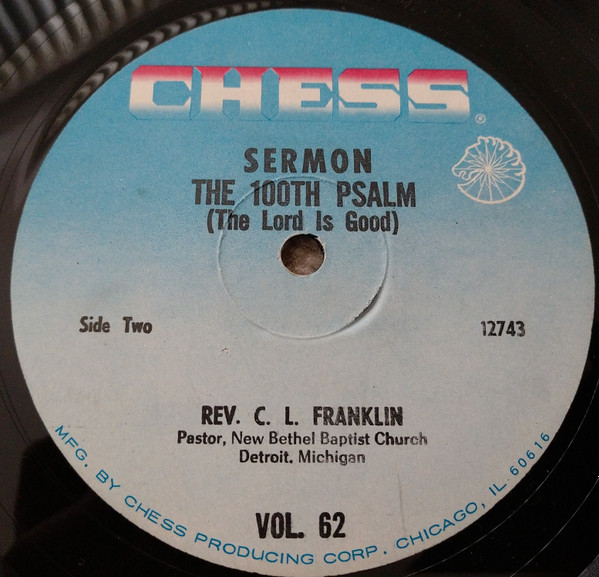 CHESS®
SERMON
THE 100TH PSALM
(The Lord Is Good)
Side Two
12743
REV. C. L. FRANKLIN
Pastor, New Bethel Baptist Church
Detroit, Michigan
VOL. 62
MFG. BY CHESS PRODUCING CORP. CHICAGO, IL 60616